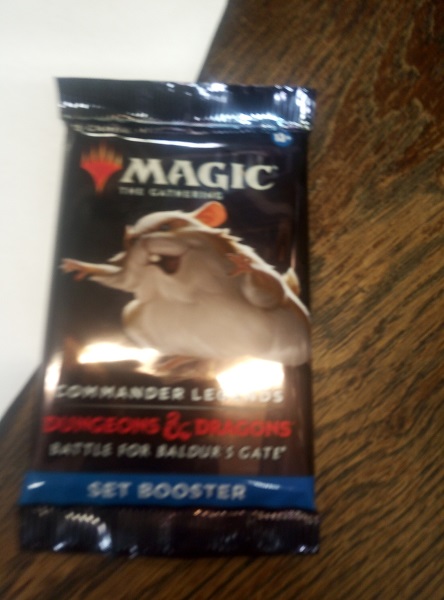 MAGIC
THE GATHERING
COMMANDER LEGENDS
DUNGEONS & DRAGONS
BATTLE FOR BALDUR'S GATE
SET BOOSTER